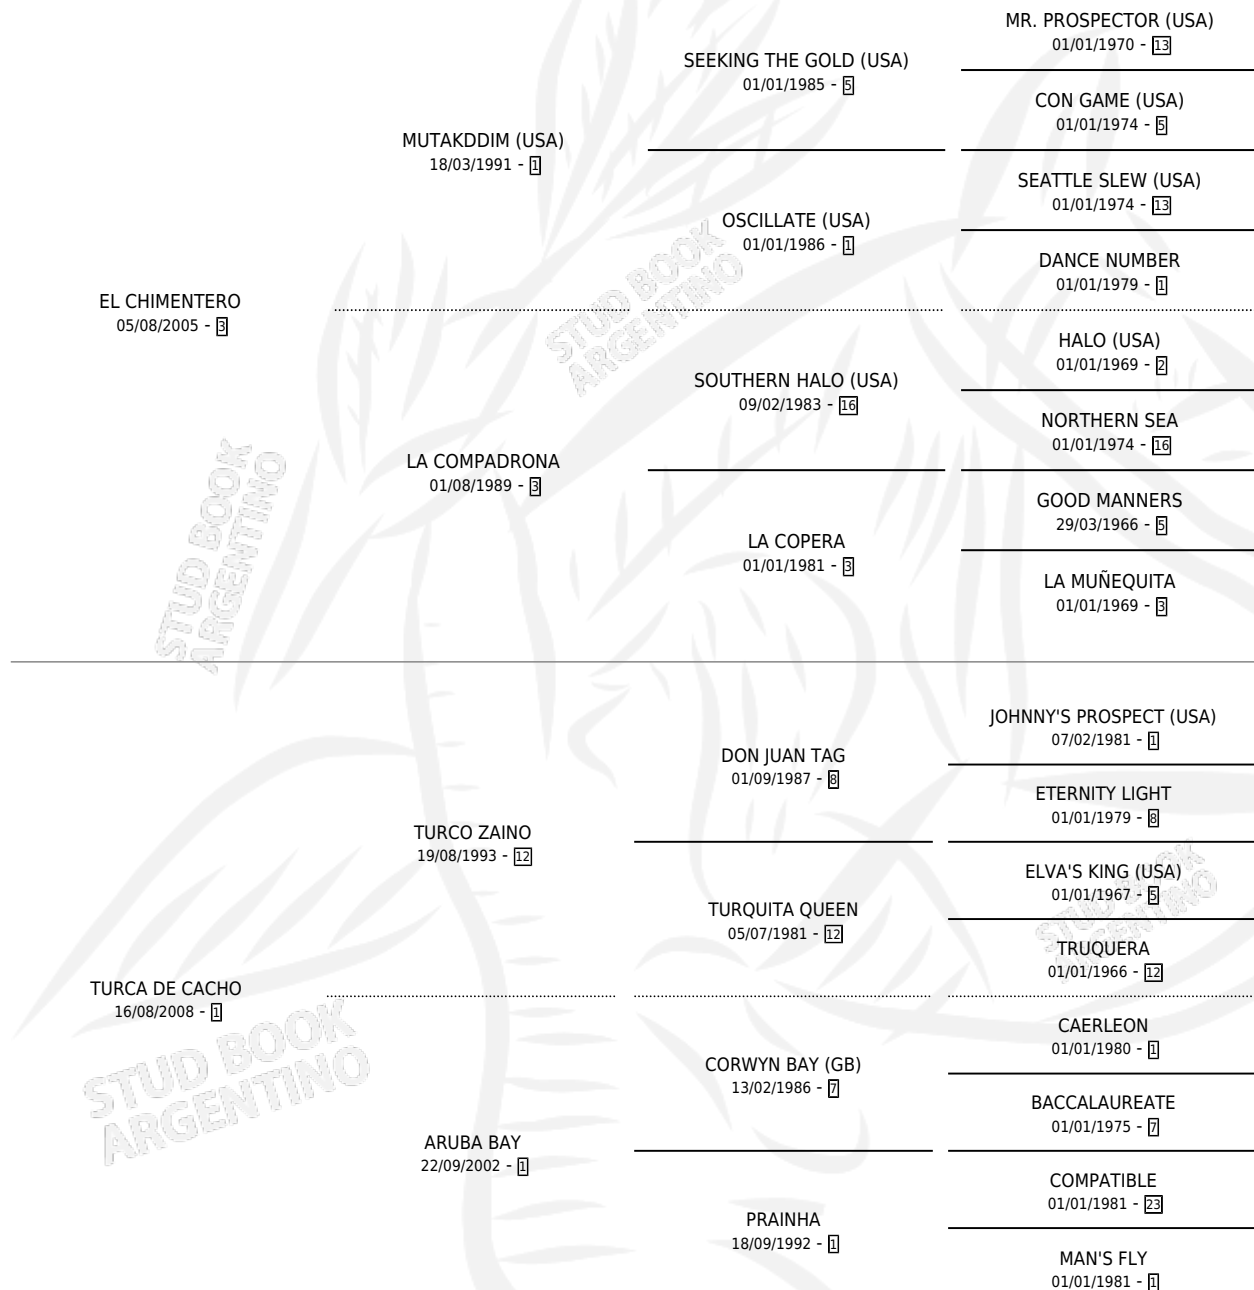 MR. PROSPECTOR (USA)
01/01/1970 - 13
SEEKING THE GOLD (USA)
01/01/1985 - 5
CON GAME (USA)
01/01/1974 - 5
MUTAKDDIM (USA)
18/03/1991 - 1
SEATTLE SLEW (USA)
01/01/1974 - 13
OSCILLATE (USA)
01/01/1986 - 1
DANCE NUMBER
01/01/1979 - 1
EL CHIMENTERO
05/08/2005 - 3
HALO (USA)
01/01/1969 - 2
SOUTHERN HALO (USA)
09/02/1983 - 16
NORTHERN SEA
01/01/1974 - 16
LA COMPADRONA
01/08/1989 - 3
GOOD MANNERS
29/03/1966 - 5
LA COPERA
01/01/1981 - 3
LA MUÑEQUITA
01/01/1969 - 3
JOHNNY'S PROSPECT (USA)
07/02/1981 - 1
DON JUAN TAG
01/09/1987 - 8
ETERNITY LIGHT
01/01/1979 - 8
TURCO ZAINO
19/08/1993 - 12
ELVA'S KING (USA)
01/01/1967 - 5
TURQUITA QUEEN
05/07/1981 - 12
TRUQUERA
01/01/1966 - 12
TURCA DE CACHO
16/08/2008 - 1
CAERLEON
01/01/1980 - 1
CORWYN BAY (GB)
13/02/1986 - 7
BACCALAUREATE
01/01/1975 - 7
ARUBA BAY
22/09/2002 - 1
COMPATIBLE
01/01/1981 - 23
PRAINHA
18/09/1992 - 1
MAN'S FLY
01/01/1981 - 1
STUD BOOK
ARGENTINO
STUD BOOK
ARGENTINO
STUD BOOK
ARGENTINO
STUD BOOK
ARGENTINO